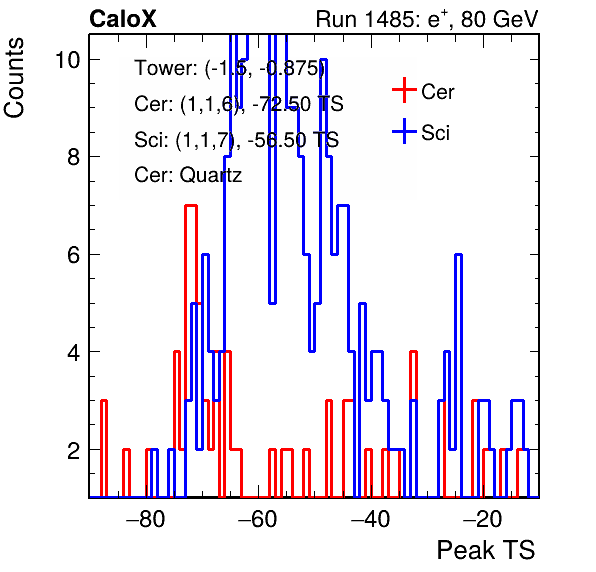 CaloX Run 1485: e⁺, 80 GeV
Counts
10
8
6
4
2
Tower: (-1.5, -0.875)
Cer: (1,1,6), -72.50 TS
Sci: (1,1,7), -56.50 TS
Cer: Quartz
Cer
Sci
−80 −60 −40 −20
Peak TS